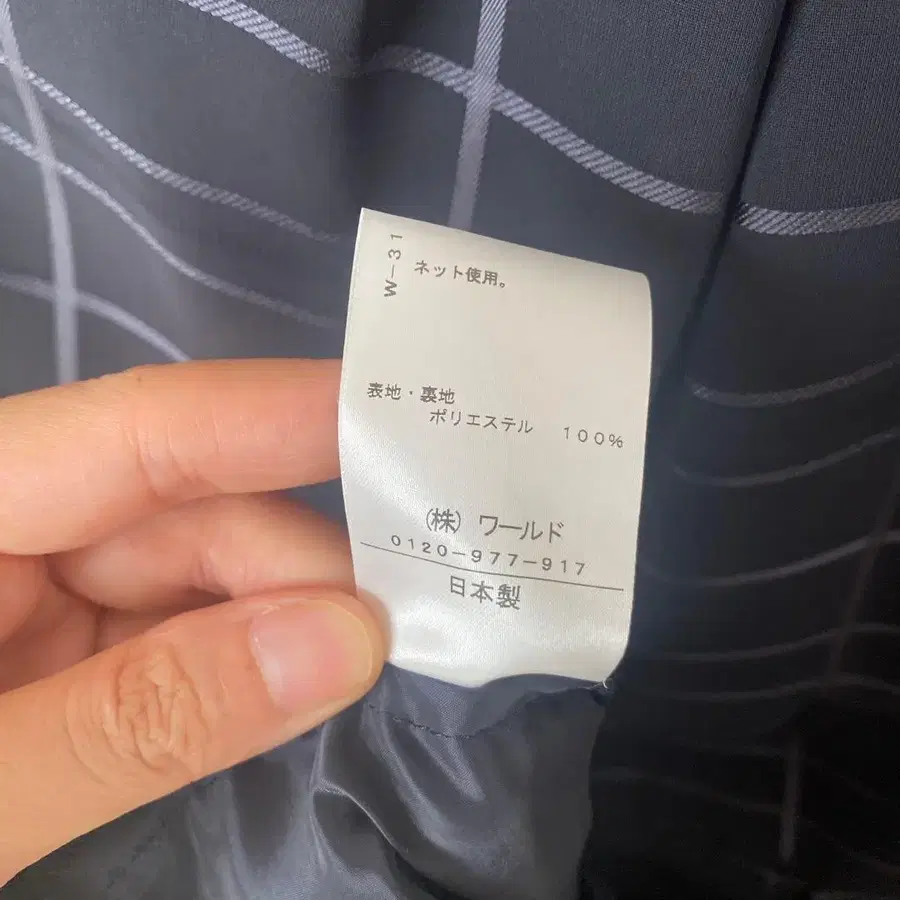 W-31
ネット使用。
表地・裏地
ポリエステル 100%
(株) ワールド
0120-977-917
日本製